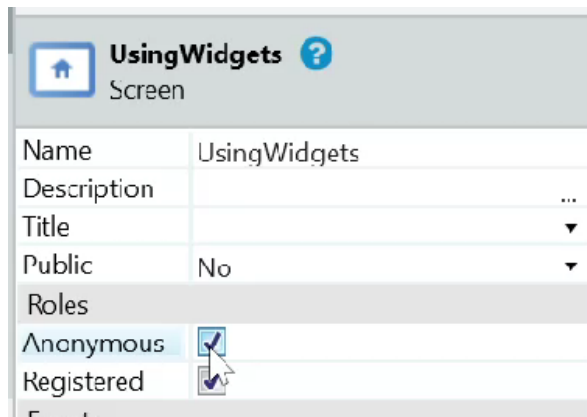 UsingWidgets ?
Screen
Name UsingWidgets
Description ...
Title
Public No
Roles
Anonymous
Registered